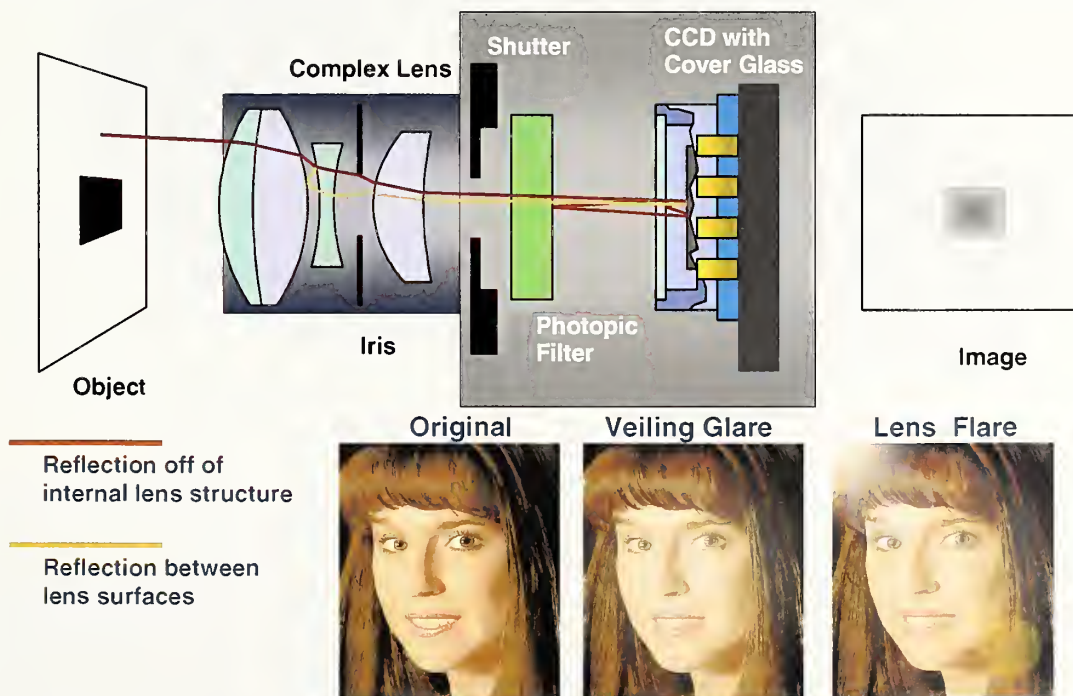 Complex Lens
Shutter
CCD with
Cover Glass
Iris
Photopic
Filter
Object
Image
Reflection off of
internal lens structure
Reflection between
lens surfaces
Original
Veiling Glare
Lens Flare